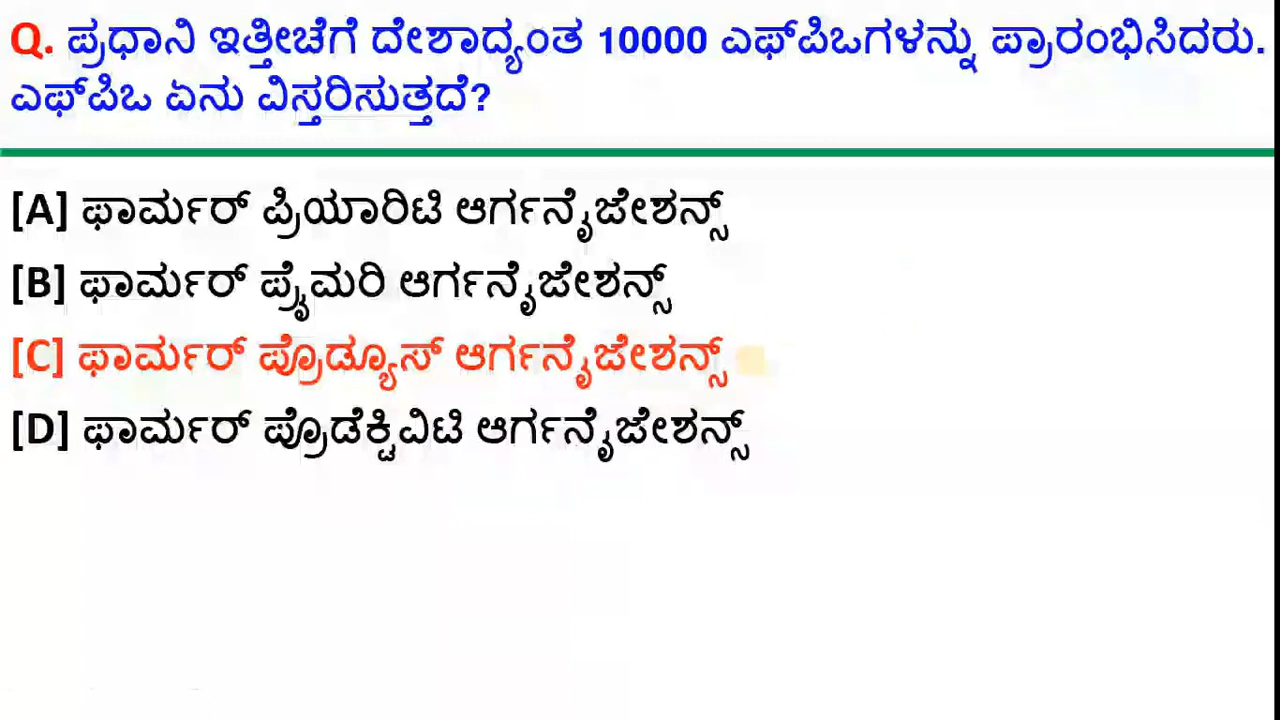 Q. ಪ್ರಧಾನಿ ಇತ್ತೀಚೆಗೆ ದೇಶಾದ್ಯಂತ 10000 ಎಫ್‌ಪಿಒಗಳನ್ನು ಪ್ರಾರಂಭಿಸಿದರು.
ಎಫ್‌ಪಿಒ ಏನು ವಿಸ್ತರಿಸುತ್ತದೆ?
[A] ಫಾರ್ಮರ್ ಪ್ರಿಯಾರಿಟಿ ಆರ್ಗನೈಜೇಶನ್ಸ್
[B] ಫಾರ್ಮರ್ ಪ್ರೈಮರಿ ಆರ್ಗನೈಜೇಶನ್ಸ್
[C] ಫಾರ್ಮರ್ ಪ್ರೊಡ್ಯೂಸ್ ಆರ್ಗನೈಜೇಶನ್ಸ್
[D] ಫಾರ್ಮರ್ ಪ್ರೊಡೆಕ್ಟಿವಿಟಿ ಆರ್ಗನೈಜೇಶನ್ಸ್